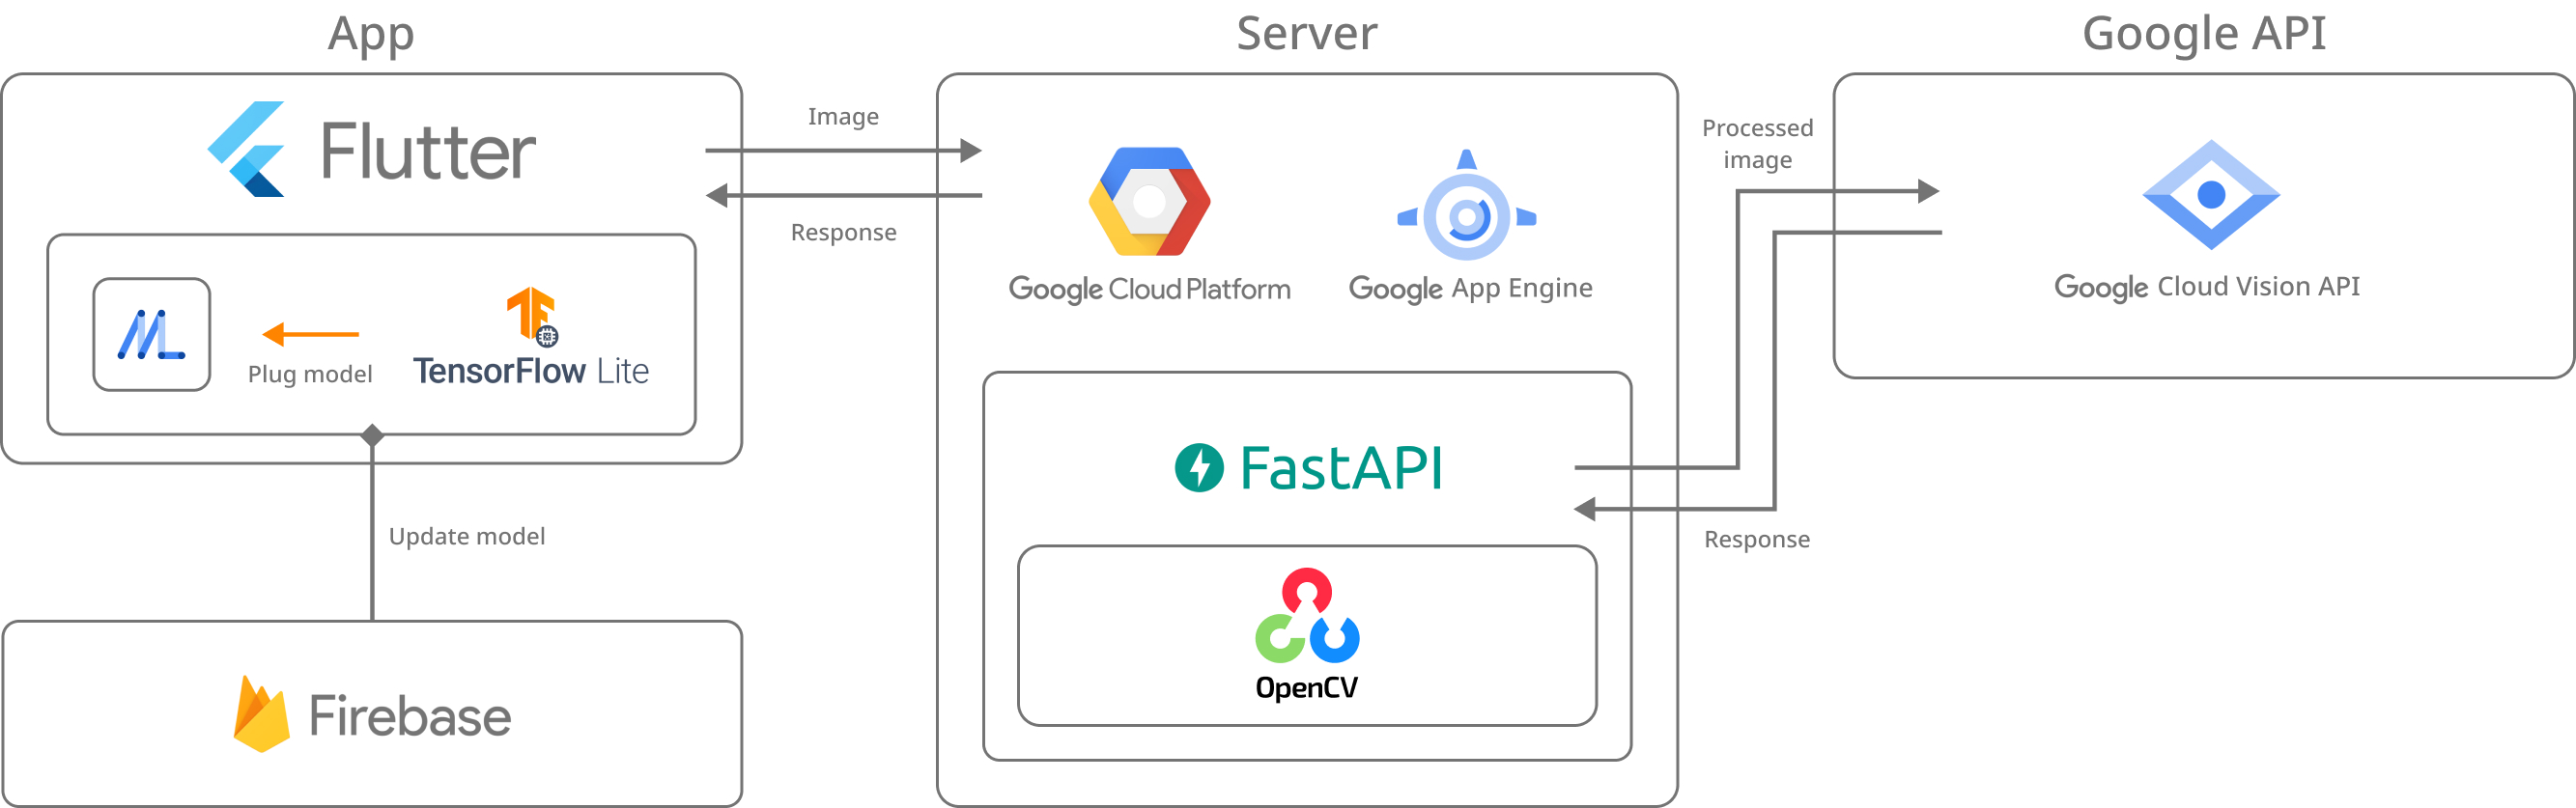 App
Flutter
Plug model
TensorFlow Lite
Update model
Firebase
Image
Response
Server
Google Cloud Platform
Google App Engine
FastAPI
OpenCV
Processed
image
Response
Google API
Google Cloud Vision API